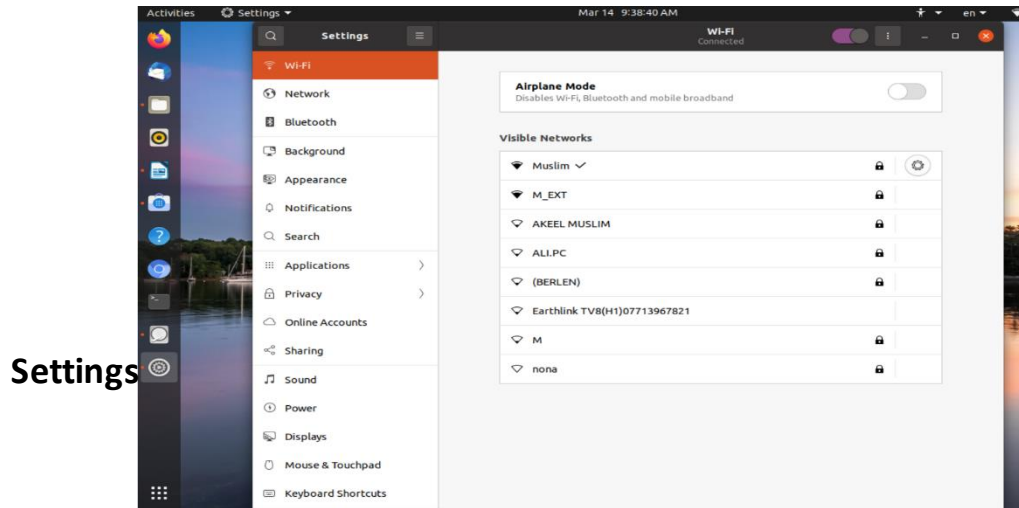 Activities Settings Mar 14 9:38:40 AM en
Settings
Wi-Fi
Connected
Wi-Fi
Network
Bluetooth
Background
Appearance
Notifications
Search
Applications
Privacy
Online Accounts
Sharing
Sound
Power
Displays
Mouse & Touchpad
Keyboard Shortcuts
Airplane Mode
Disables Wi-Fi, Bluetooth and mobile broadband
Visible Networks
Muslim
M_EXT
AKEEL MUSLIM
ALI.PC
(BERLEN)
Earthlink TV8(H1)07713967821
M
nona
Settings